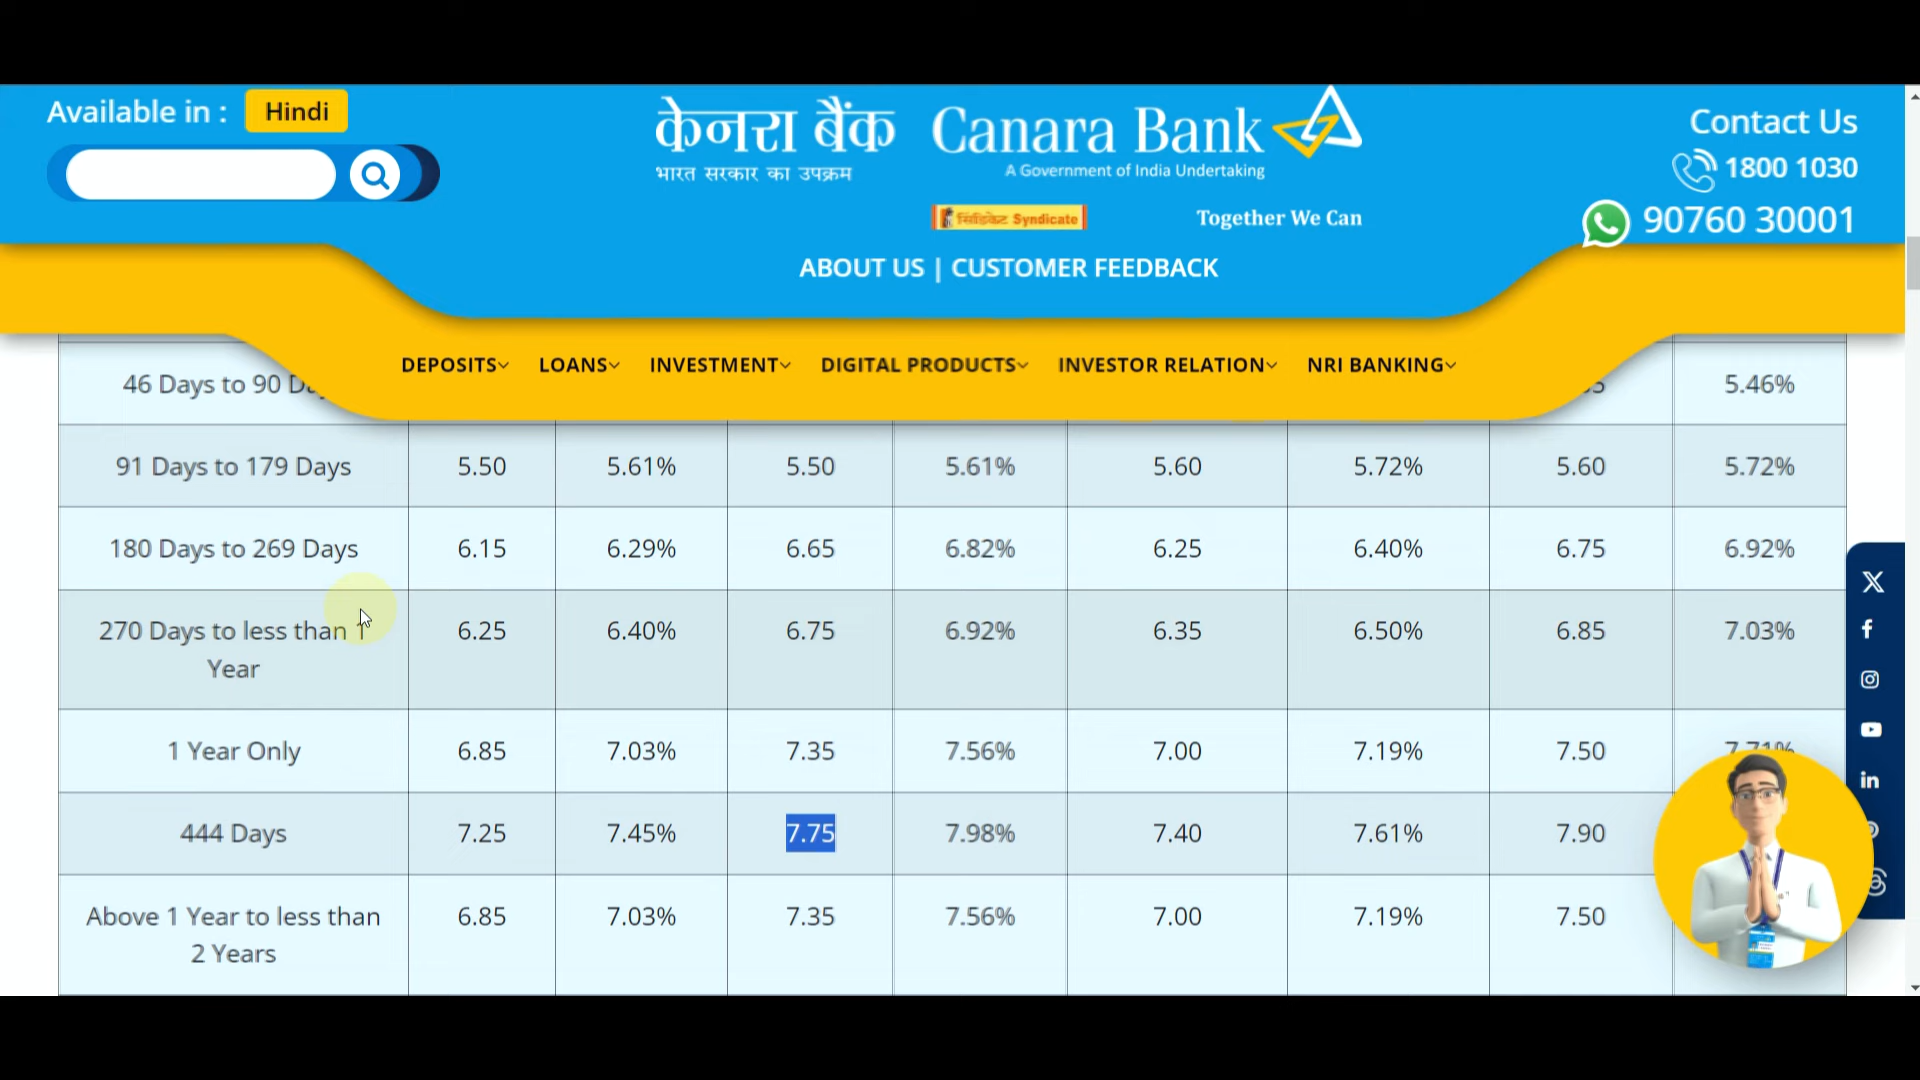 Available in : Hindi
केनरा बैंक Canara Bank
भारत सरकार का उपक्रम A Government of India Undertaking
सिंडिकेट Syndicate Together We Can
Contact Us
1800 1030
90760 30001
ABOUT US | CUSTOMER FEEDBACK
DEPOSITS LOANS INVESTMENT DIGITAL PRODUCTS INVESTOR RELATION NRI BANKING
46 Days to 90 5.46%
91 Days to 179 Days 5.50 5.61% 5.50 5.61% 5.60 5.72% 5.60 5.72%
180 Days to 269 Days 6.15 6.29% 6.65 6.82% 6.25 6.40% 6.75 6.92%
270 Days to less than 1 6.25 6.40% 6.75 6.92% 6.35 6.50% 6.85 7.03%
Year
1 Year Only 6.85 7.03% 7.35 7.56% 7.00 7.19% 7.50 7.71%
444 Days 7.25 7.45% 7.75 7.98% 7.40 7.61% 7.90
Above 1 Year to less than 6.85 7.03% 7.35 7.56% 7.00 7.19% 7.50
2 Years